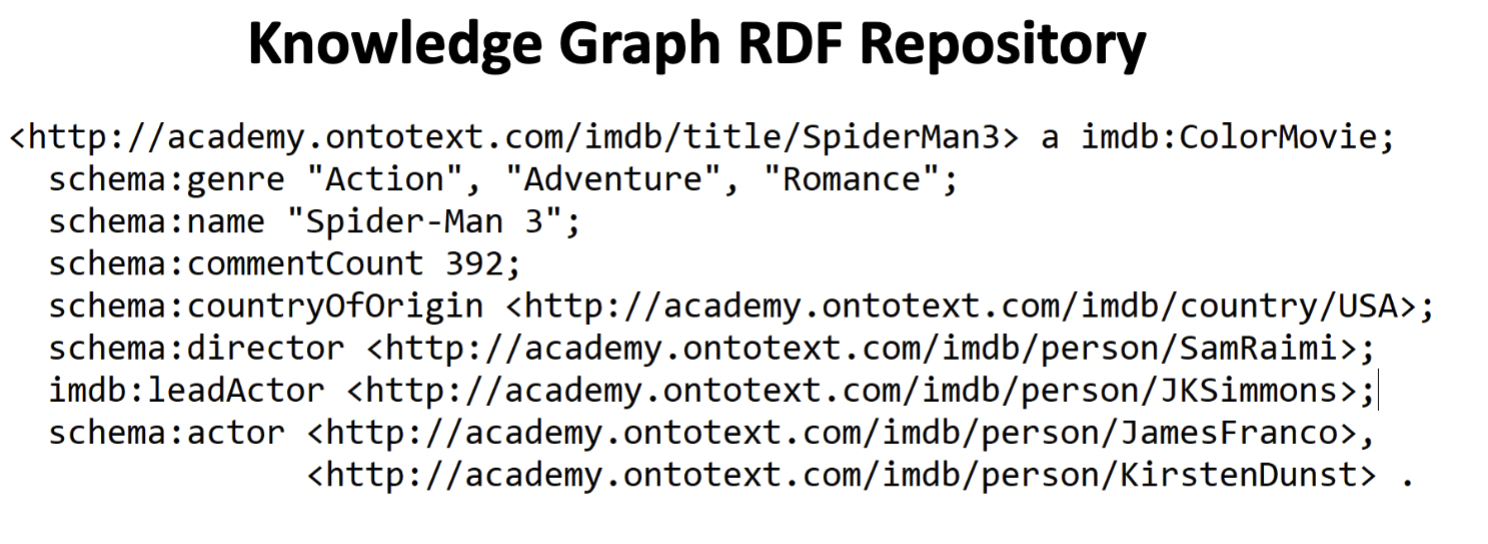 Knowledge Graph RDF Repository
<http://academy.ontotext.com/imdb/title/SpiderMan3> a imdb:ColorMovie;
schema:genre "Action", "Adventure", "Romance";
schema:name "Spider-Man 3";
schema:commentCount 392;
schema:countryOfOrigin <http://academy.ontotext.com/imdb/country/USA>;
schema:director <http://academy.ontotext.com/imdb/person/SamRaimi>;
imdb:leadActor <http://academy.ontotext.com/imdb/person/JKSimmons>;
schema:actor <http://academy.ontotext.com/imdb/person/JamesFranco>,
<http://academy.ontotext.com/imdb/person/KirstenDunst> .